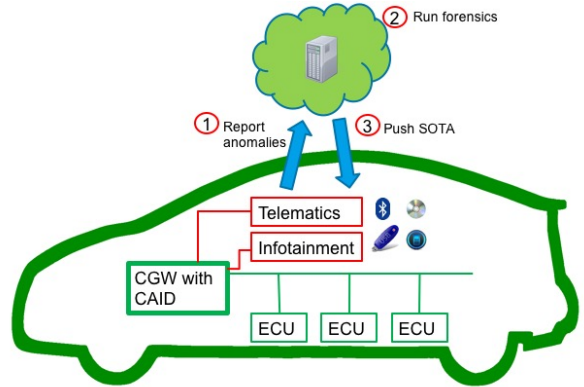 2 Run forensics
1 Report
anomalies
3 Push SOTA
Telematics
Infotainment
CGW with
CAID
ECU ECU ECU